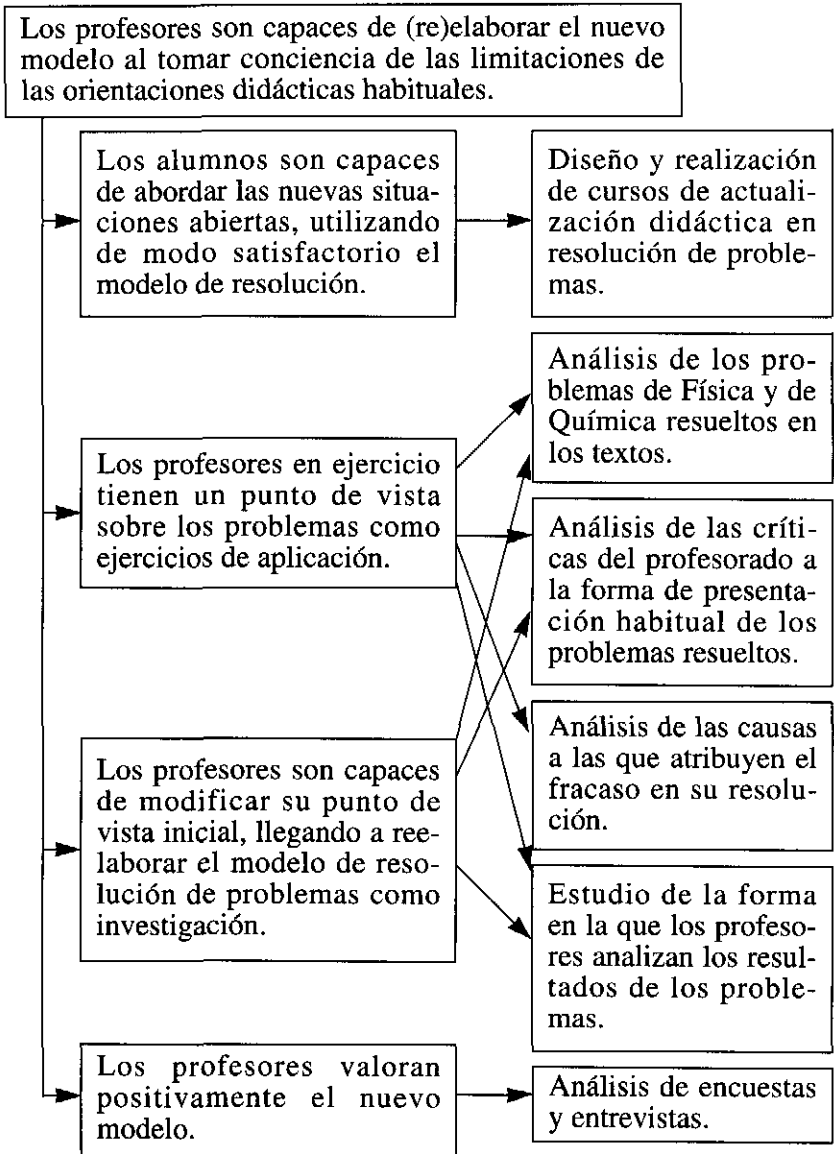 Los profesores son capaces de (re)elaborar el nuevo
modelo al tomar conciencia de las limitaciones de
las orientaciones didácticas habituales.
Los alumnos son capaces
de abordar las nuevas situa-
ciones abiertas, utilizando
de modo satisfactorio el
modelo de resolución.
Diseño y realización
de cursos de actuali-
zación didáctica en
resolución de proble-
mas.
Los profesores en ejercicio
tienen un punto de vista
sobre los problemas como
ejercicios de aplicación.
Análisis de los pro-
blemas de Física y de
Química resueltos en
los textos.
Análisis de las críti-
cas del profesorado a
la forma de presenta-
ción habitual de los
problemas resueltos.
Los profesores son capaces
de modificar su punto de
vista inicial, llegando a ree-
laborar el modelo de reso-
lución de problemas como
investigación.
Análisis de las causas
a las que atribuyen el
fracaso en su resolu-
ción.
Estudio de la forma
en la que los profeso-
res analizan los resul-
tados de los proble-
mas.
Los profesores valoran
positivamente el nuevo
modelo.
Análisis de encuestas
y entrevistas.